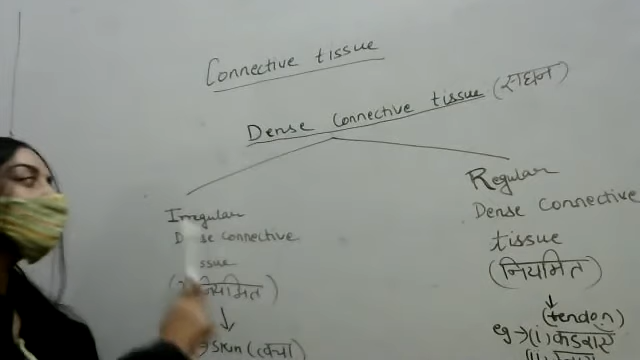 Connective tissue
Dense connective tissue (सघन)
Irregular
Dense connective
tissue
Regular
Dense connective
tissue
(नियमित)
(tendon)
eg → (i)
→ skin (त्वचा)